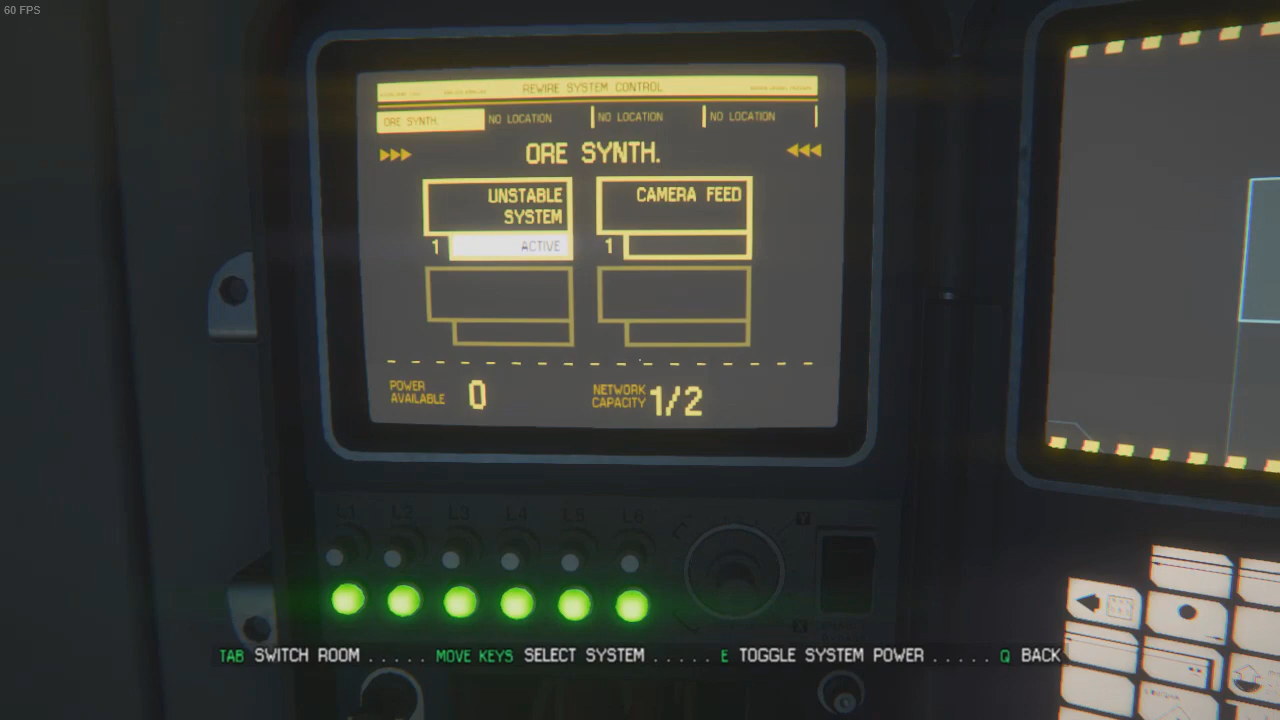 60 FPS
REWIRE SYSTEM CONTROL
ORE SYNTH. NO LOCATION NO LOCATION NO LOCATION
ORE SYNTH.
UNSTABLE CAMERA FEED
SYSTEM
1 ACTIVE 1
POWER
AVAILABLE 0
NETWORK
CAPACITY 1/2
L1 L2 L3 L4 L5 L6
TAB SWITCH ROOM ..... MOVE KEYS SELECT SYSTEM ..... E TOGGLE SYSTEM POWER ..... Q BACK